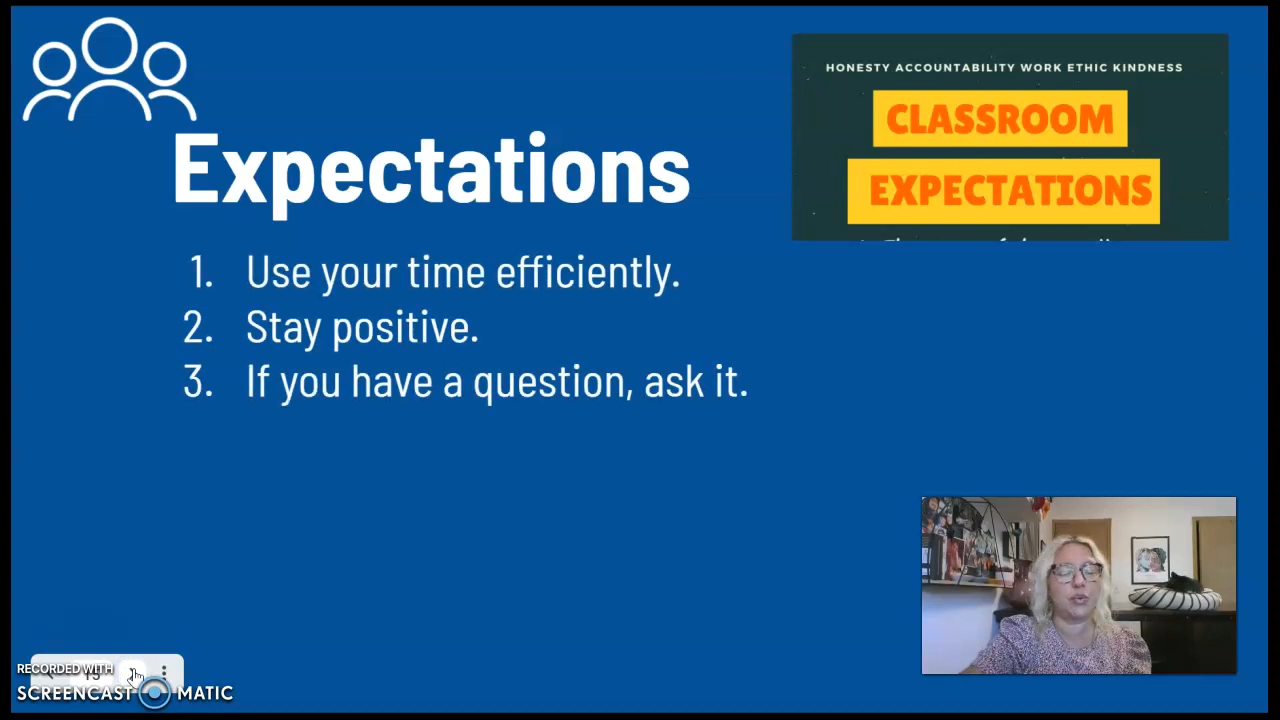 HONESTY ACCOUNTABILITY WORK ETHIC KINDNESS
CLASSROOM
EXPECTATIONS
Expectations
1. Use your time efficiently.
2. Stay positive.
3. If you have a question, ask it.
RECORDED WITH
SCREENCAST MATIC